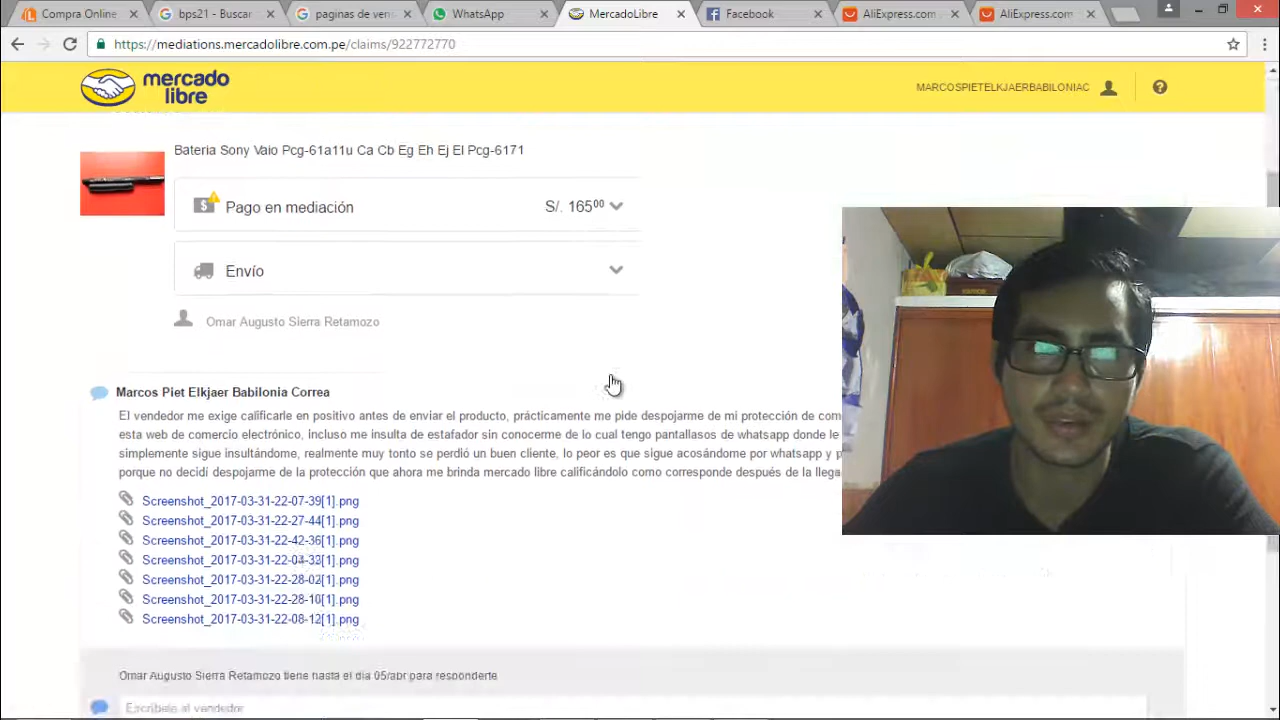 Compra Online
bps21 - Buscar
paginas de ven
WhatsApp
MercadoLibre
Facebook
AliExpress.com
AliExpress.com
https://mediations.mercadolibre.com.pe/claims/922772770
mercado
libre
MARCOSPIETELKJAERBABILONIAC
Bateria Sony Vaio Pcg-61a11u Ca Cb Eg Eh Ej El Pcg-6171
Pago en mediación
S/. 165⁰⁰
Envío
Omar Augusto Sierra Retamozo
Marcos Piet Elkjaer Babilonia Correa
El vendedor me exige calificarle en positivo antes de enviar el producto, prácticamente me pide despojarme de mi protección de com
esta web de comercio electrónico, incluso me insulta de estafador sin conocerme de lo cual tengo pantallasos de whatsapp donde le
simplemente sigue insultándome, realmente muy tonto se perdió un buen cliente, lo peor es que sigue acosándome por whatsapp y p
porque no decidí despojarme de la protección que ahora me brinda mercado libre calificándolo como corresponde después de la llega
Screenshot_2017-03-31-22-07-39[1].png
Screenshot_2017-03-31-22-27-44[1].png
Screenshot_2017-03-31-22-42-36[1].png
Screenshot_2017-03-31-22-04-33[1].png
Screenshot_2017-03-31-22-28-02[1].png
Screenshot_2017-03-31-22-28-10[1].png
Screenshot_2017-03-31-22-08-12[1].png
Omar Augusto Sierra Retamozo tiene hasta el día 05/abr para responderte
Escríbele al vendedor